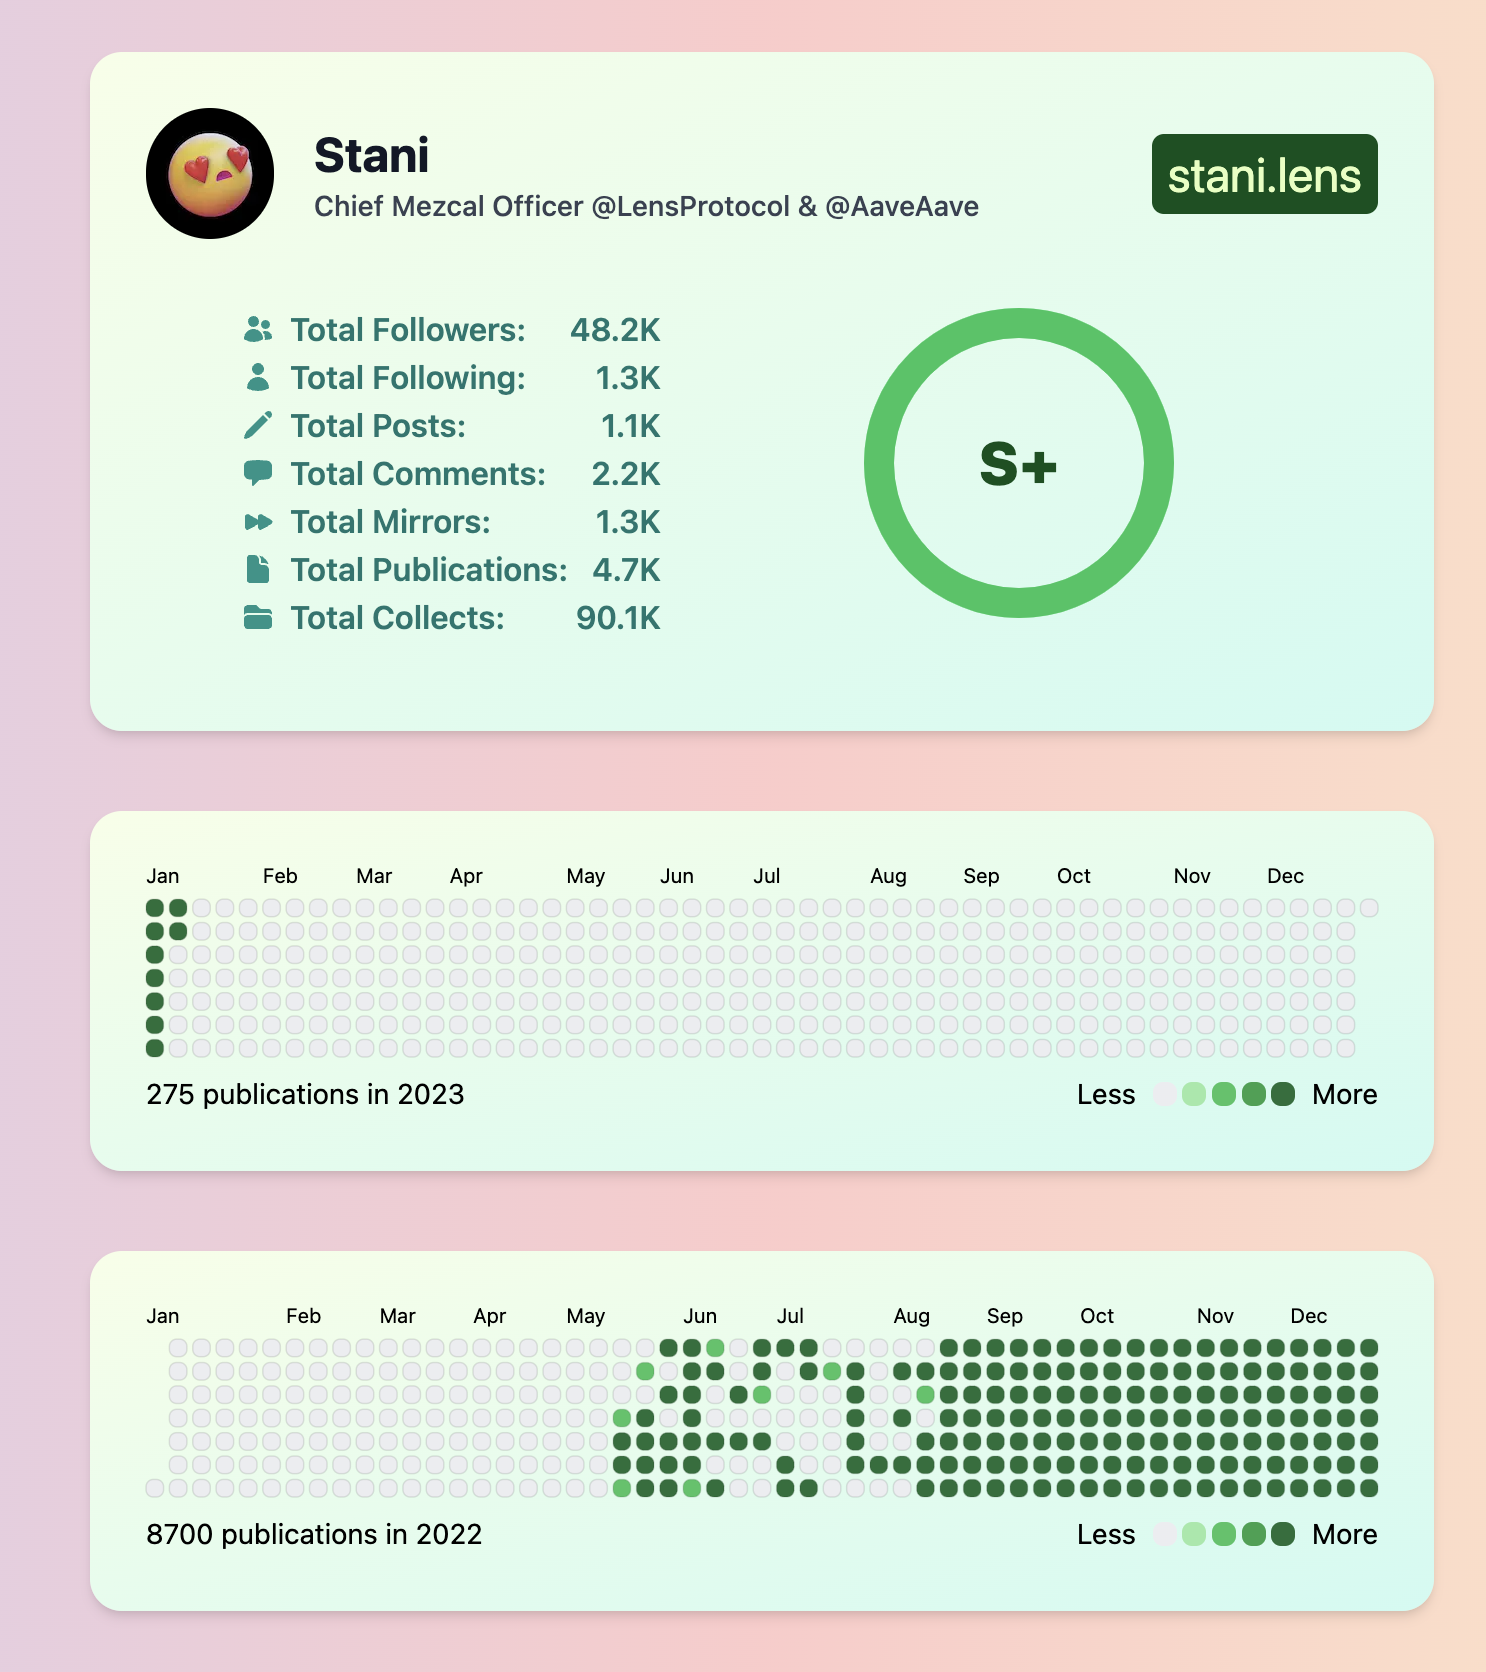 Stani
Chief Mezcal Officer @LensProtocol & @AaveAave
stani.lens
Total Followers: 48.2K
Total Following: 1.3K
Total Posts: 1.1K
Total Comments: 2.2K
Total Mirrors: 1.3K
Total Publications: 4.7K
Total Collects: 90.1K
S+
Jan Feb Mar Apr May Jun Jul Aug Sep Oct Nov Dec
275 publications in 2023
Less More
Jan Feb Mar Apr May Jun Jul Aug Sep Oct Nov Dec
8700 publications in 2022
Less More